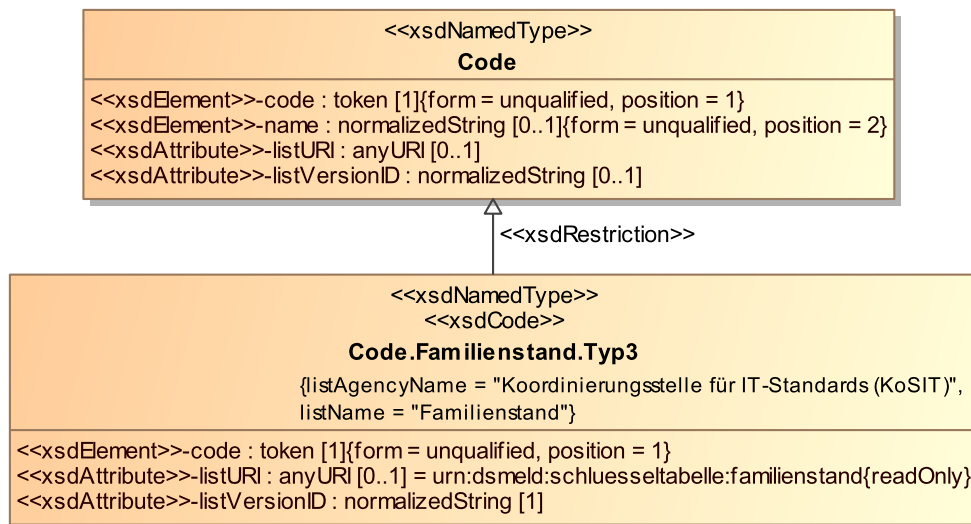 <<xsdNamedType>>
Code
<<xsdElement>>-code : token [1]{form = unqualified, position = 1}
<<xsdElement>>-name : normalizedString [0..1]{form = unqualified, position = 2}
<<xsdAttribute>>-listURI : anyURI [0..1]
<<xsdAttribute>>-listVersionID : normalizedString [0..1]
<<xsdRestriction>>
<<xsdNamedType>>
<<xsdCode>>
Code.Familienstand.Typ3
{listAgencyName = "Koordinierungsstelle für IT-Standards (KoSIT)",
listName = "Familienstand"}
<<xsdElement>>-code : token [1]{form = unqualified, position = 1}
<<xsdAttribute>>-listURI : anyURI [0..1] = urn:dsmeld:schluesseltabelle:familienstand{readOnly}
<<xsdAttribute>>-listVersionID : normalizedString [1]